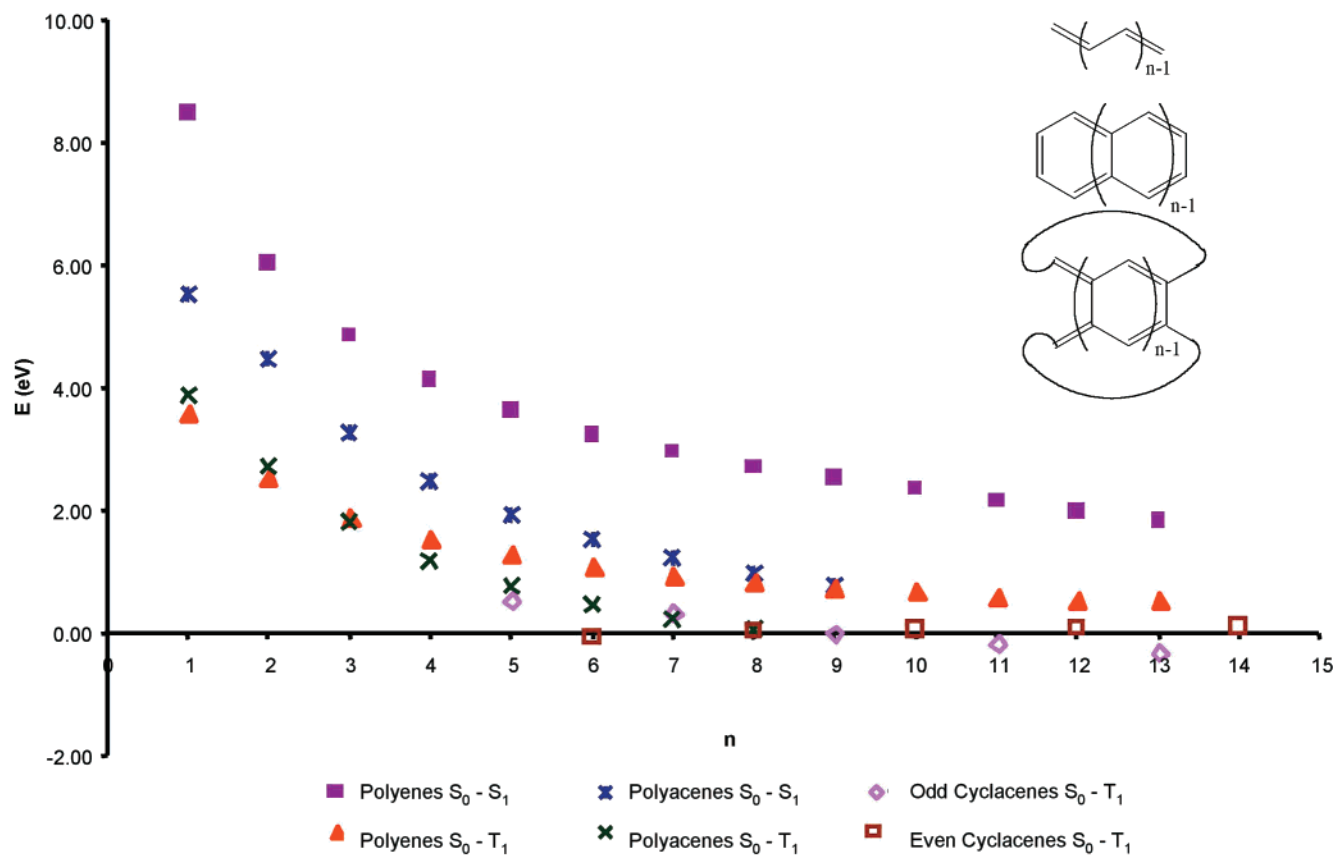 10.00
8.00
6.00
4.00
2.00
0.00
-2.00
E (eV)
0 1 2 3 4 5 6 7 8 9 10 11 12 13 14 15
n
n-1
n-1
n-1
Polyenes S₀ - S₁
Polyacenes S₀ - S₁
Odd Cyclacenes S₀ - T₁
Polyenes S₀ - T₁
Polyacenes S₀ - T₁
Even Cyclacenes S₀ - T₁